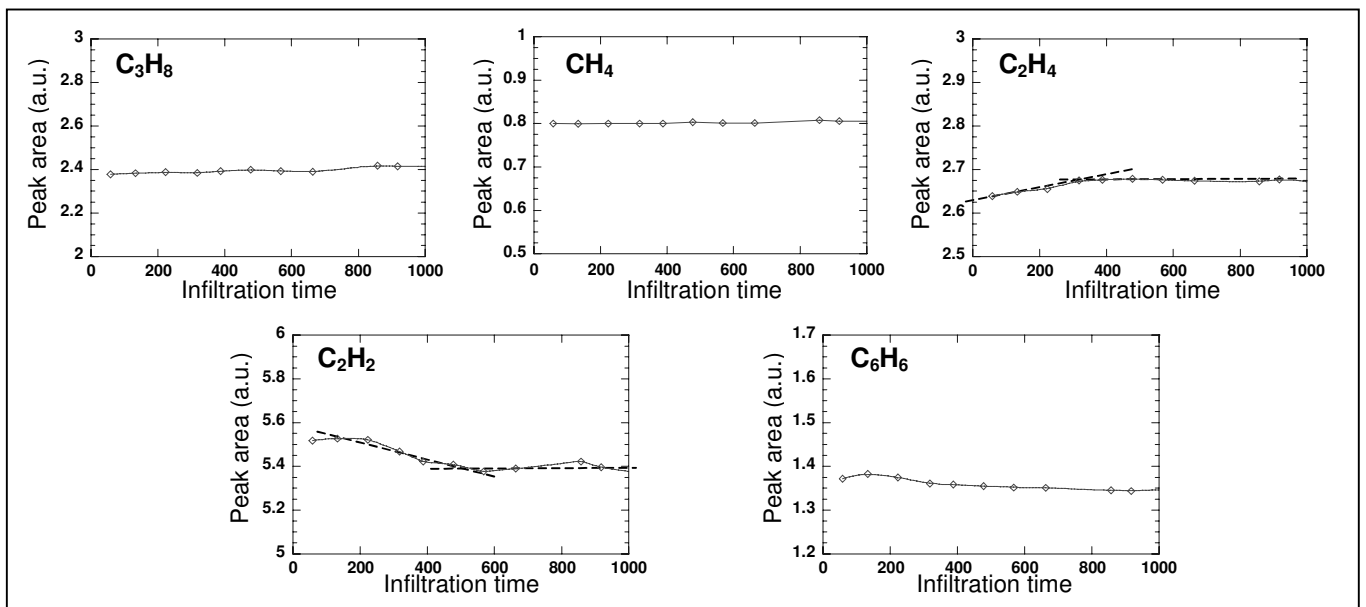 C₃H₈
Peak area (a.u.)
3
2.8
2.6
2.4
2.2
2
0 200 400 600 800 1000
Infiltration time
CH₄
Peak area (a.u.)
1
0.9
0.8
0.7
0.6
0.5
0 200 400 600 800 1000
Infiltration time
C₂H₄
Peak area (a.u.)
3
2.9
2.8
2.7
2.6
2.5
0 200 400 600 800 1000
Infiltration time
C₂H₂
Peak area (a.u.)
6
5.8
5.6
5.4
5.2
5
0 200 400 600 800 1000
Infiltration time
C₆H₆
Peak area (a.u.)
1.7
1.6
1.5
1.4
1.3
1.2
0 200 400 600 800 1000
Infiltration time